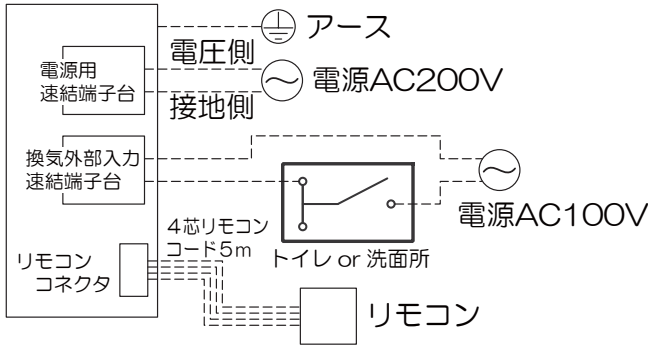 アース
電圧側
電源用
速結端子台
電源AC200V
接地側
換気外部入力
速結端子台
電源AC100V
4芯リモコン
コード5m
トイレ or 洗面所
リモコン
コネクタ
リモコン